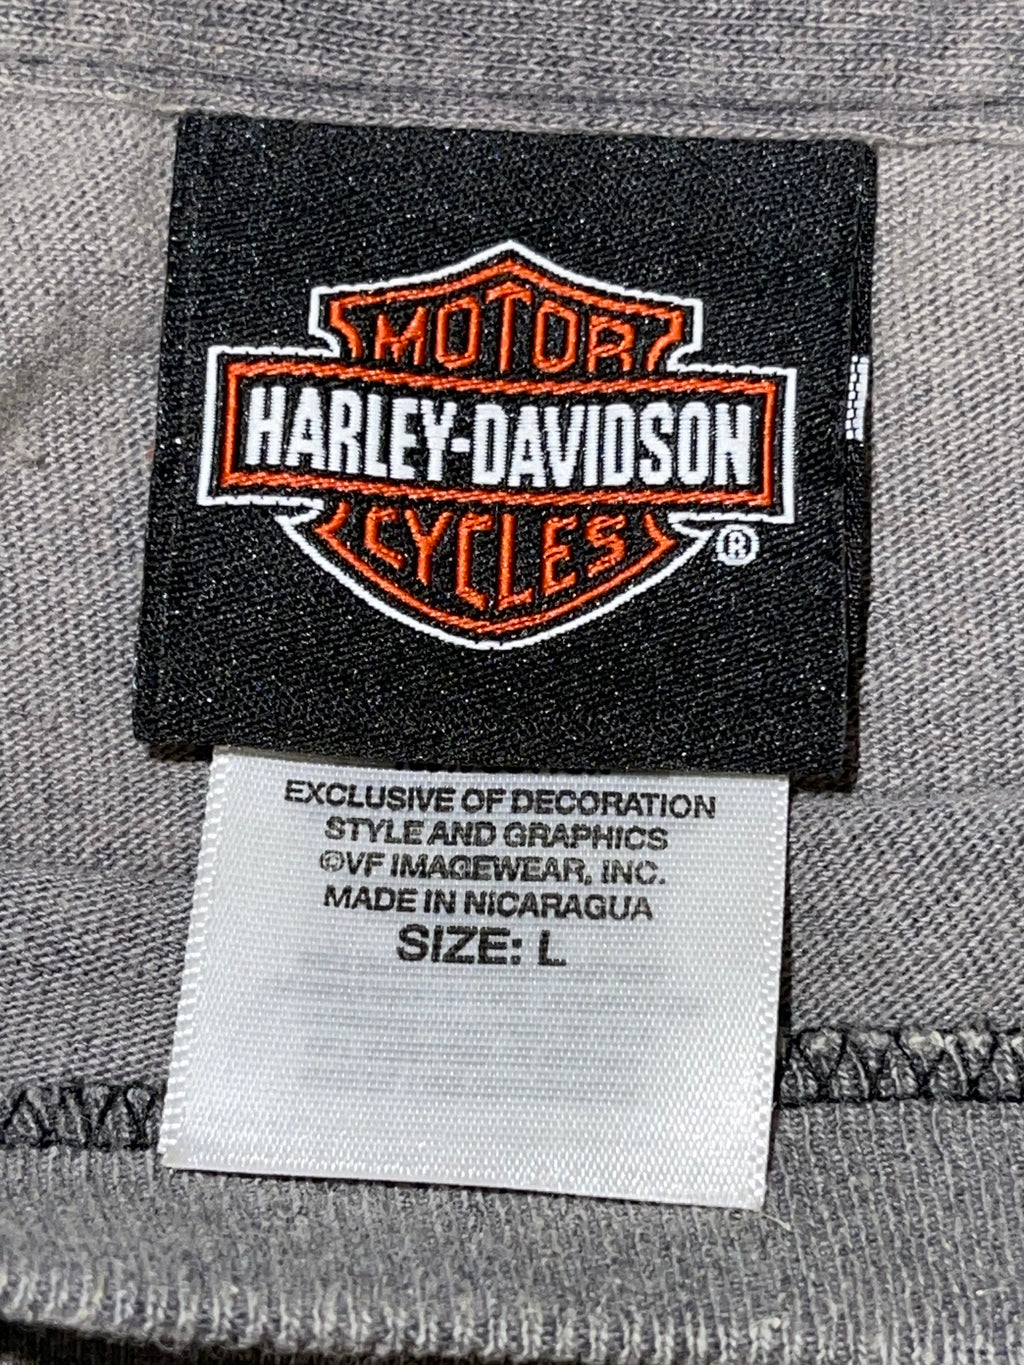 MOTOR
HARLEY-DAVIDSON
CYCLES
®
EXCLUSIVE OF DECORATION
STYLE AND GRAPHICS
©VF IMAGEWEAR, INC.
MADE IN NICARAGUA
SIZE: L